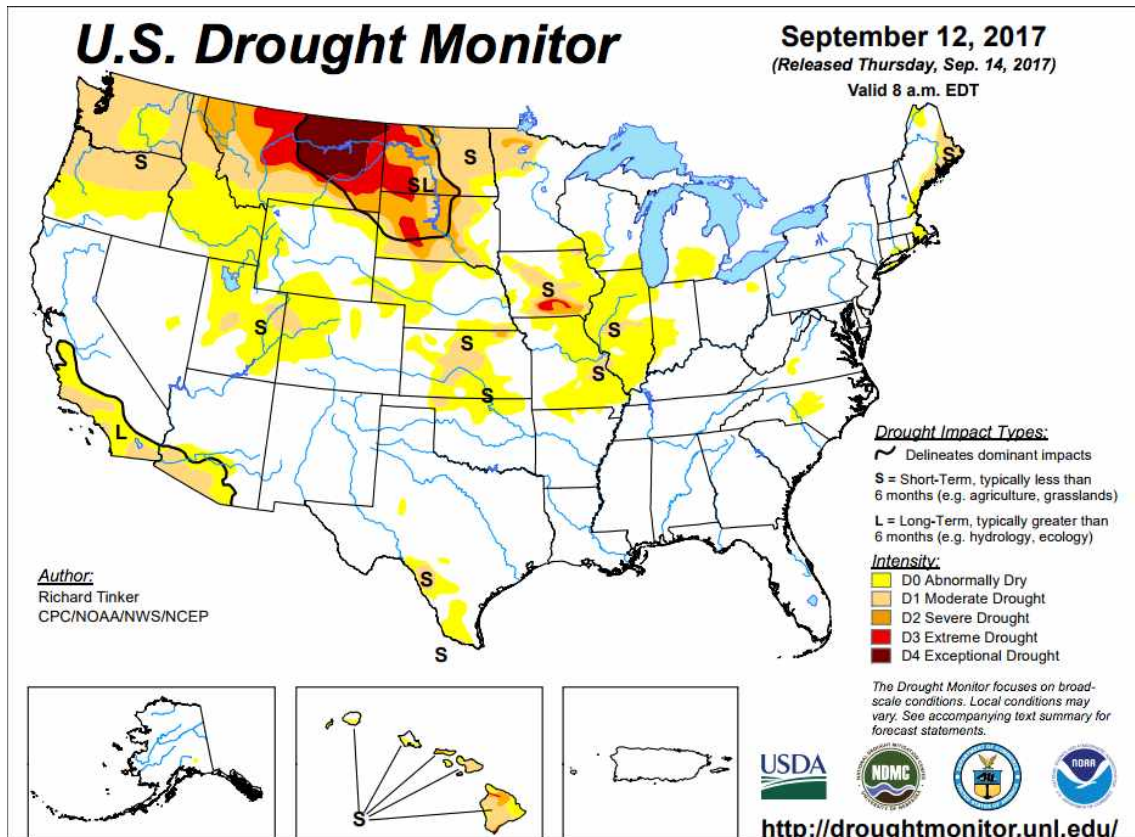 U.S. Drought Monitor
September 12, 2017
(Released Thursday, Sep. 14, 2017)
Valid 8 a.m. EDT
S
S
S
S L
S
S
S
S
S
S
S
L
S
S
Drought Impact Types:
Delineates dominant impacts
S = Short-Term, typically less than
6 months (e.g. agriculture, grasslands)
L = Long-Term, typically greater than
6 months (e.g. hydrology, ecology)
Intensity:
D0 Abnormally Dry
D1 Moderate Drought
D2 Severe Drought
D3 Extreme Drought
D4 Exceptional Drought
Author:
Richard Tinker
CPC/NOAA/NWS/NCEP
The Drought Monitor focuses on broad-
scale conditions. Local conditions may
vary. See accompanying text summary for
forecast statements.
S
USDA
NDMC
NOAA
http://droughtmonitor.unl.edu/